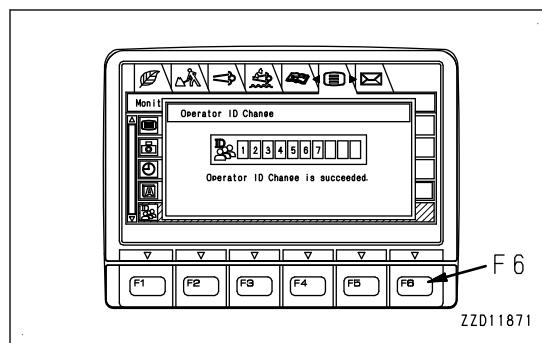 Monit
Operator ID Change
ID 1 2 3 4 5 6 7
Operator ID Change is succeeded.
A
F1 F2 F3 F4 F5 F6
F6
ZZD11871